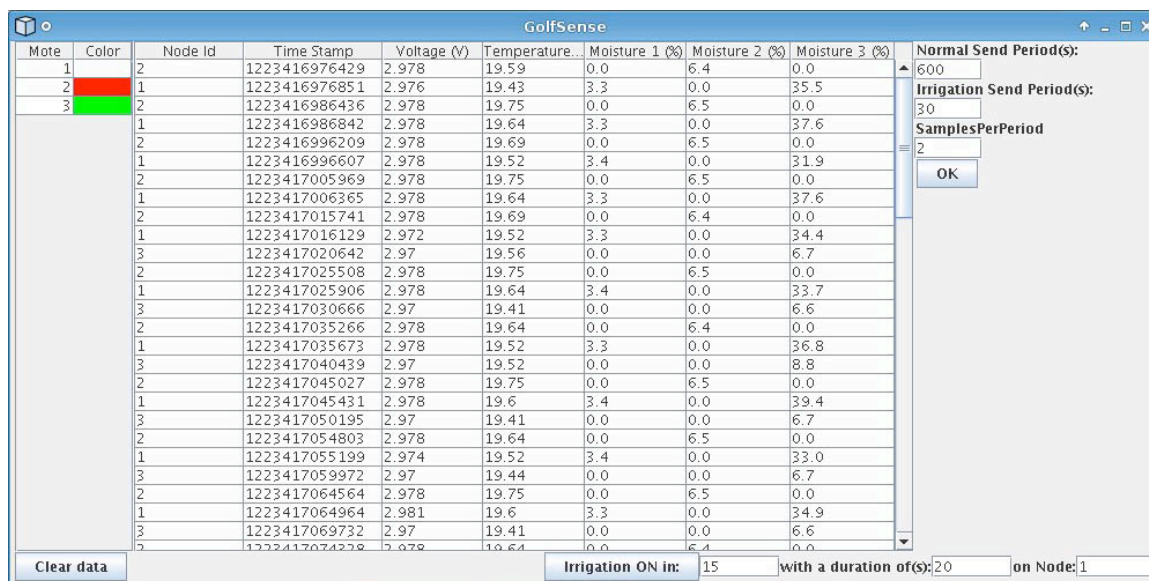 GolfSense
Mote Color Node Id Time Stamp Voltage (V) Temperature... Moisture 1 (%) Moisture 2 (%) Moisture 3 (%) Normal Send Period(s):
1 2 1223416976429 2.978 19.59 0.0 6.4 0.0 600
2 1 1223416976851 2.976 19.43 3.3 0.0 35.5 Irrigation Send Period(s):
3 2 1223416986436 2.978 19.75 0.0 6.5 0.0 30
1 1223416986842 2.978 19.64 3.3 0.0 37.6 SamplesPerPeriod
2 1223416996209 2.978 19.69 0.0 6.5 0.0 2
1 1223416996607 2.978 19.52 3.4 0.0 31.9
2 1223417005969 2.978 19.75 0.0 6.5 0.0 OK
1 1223417006365 2.978 19.64 3.3 0.0 37.6
2 1223417015741 2.978 19.69 0.0 6.4 0.0
1 1223417016129 2.972 19.52 3.3 0.0 34.4
3 1223417020642 2.97 19.56 0.0 0.0 6.7
2 1223417025508 2.978 19.75 0.0 6.5 0.0
1 1223417025906 2.978 19.64 3.4 0.0 33.7
3 1223417030666 2.97 19.41 0.0 0.0 6.6
2 1223417035266 2.978 19.64 0.0 6.4 0.0
1 1223417035673 2.978 19.52 3.3 0.0 36.8
3 1223417040439 2.97 19.52 0.0 0.0 8.8
2 1223417045027 2.978 19.75 0.0 6.5 0.0
1 1223417045431 2.978 19.6 3.4 0.0 39.4
3 1223417050195 2.97 19.41 0.0 0.0 6.7
2 1223417054803 2.978 19.64 0.0 6.5 0.0
1 1223417055199 2.974 19.52 3.4 0.0 33.0
3 1223417059972 2.97 19.44 0.0 0.0 6.7
2 1223417064564 2.978 19.75 0.0 6.5 0.0
1 1223417064964 2.981 19.6 3.3 0.0 34.9
3 1223417069732 2.97 19.41 0.0 0.0 6.6
2 1223417074328 2.978 19.64 0.0 6.4 0.0
Clear data Irrigation ON in: 15 with a duration of(s): 20 on Node: 1